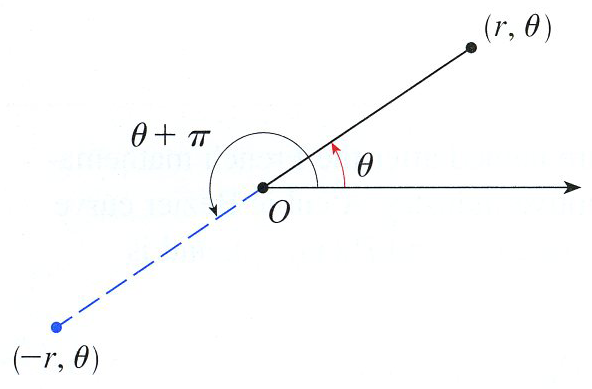 (r, θ)
θ + π
θ
O
(−r, θ)